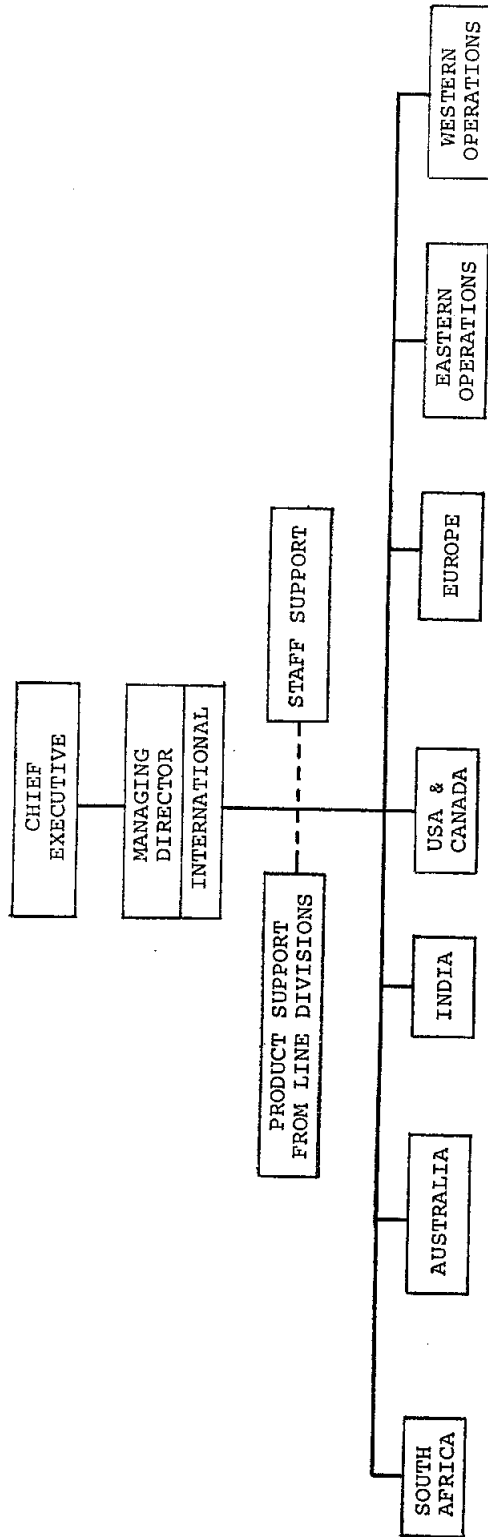 CHIEF
EXECUTIVE
MANAGING
DIRECTOR
INTERNATIONAL
PRODUCT SUPPORT
FROM LINE DIVISIONS
STAFF SUPPORT
SOUTH
AFRICA
AUSTRALIA
INDIA
USA &
CANADA
EUROPE
EASTERN
OPERATIONS
WESTERN
OPERATIONS